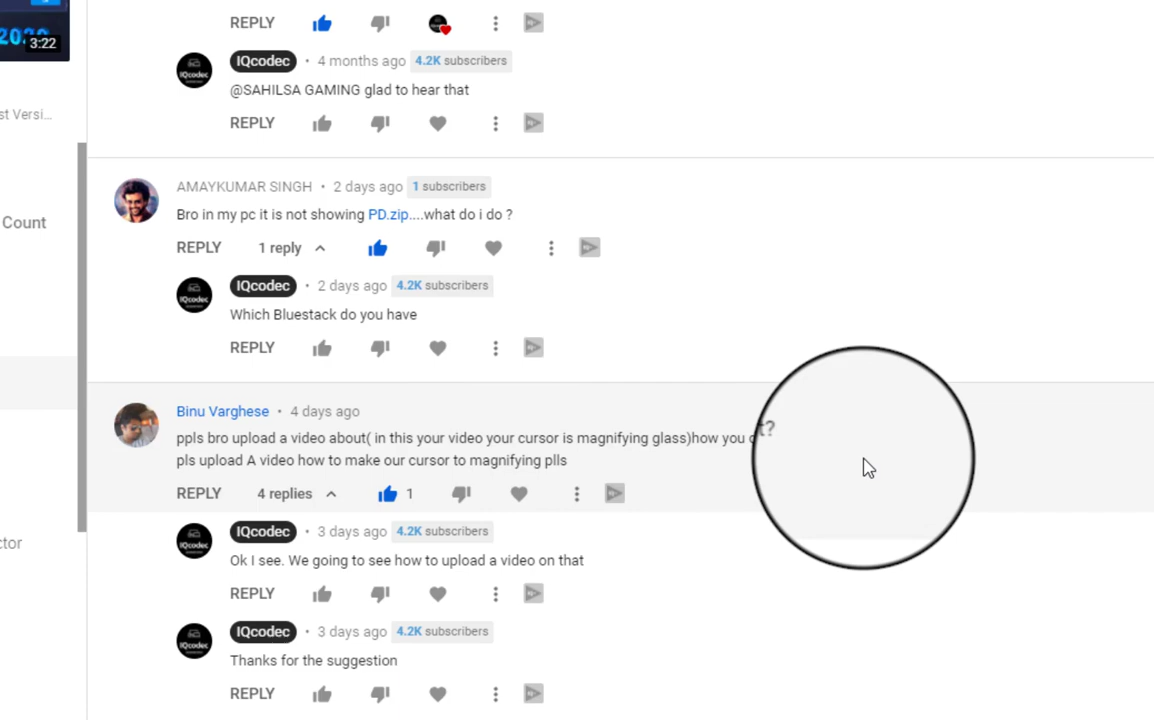 2020
3:22
st Versi...
Count
ctor
REPLY
IQcodec • 4 months ago 4.2K subscribers
@SAHILSA GAMING glad to hear that
REPLY
AMAYKUMAR SINGH • 2 days ago 1 subscribers
Bro in my pc it is not showing PD.zip....what do i do ?
REPLY 1 reply
IQcodec • 2 days ago 4.2K subscribers
Which Bluestack do you have
REPLY
Binu Varghese • 4 days ago
ppls bro upload a video about( in this your video your cursor is magnifying glass)how you
pls upload A video how to make our cursor to magnifying plls
REPLY 4 replies 1
IQcodec • 3 days ago 4.2K subscribers
Ok I see. We going to see how to upload a video on that
REPLY
IQcodec • 3 days ago 4.2K subscribers
Thanks for the suggestion
REPLY